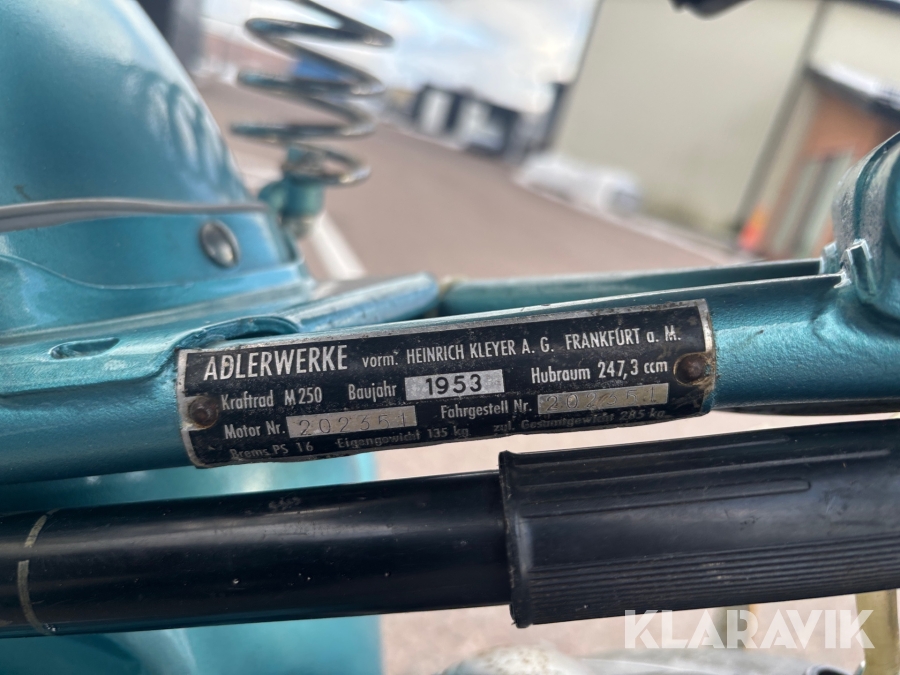 ADLERWERKE vorm. HEINRICH KLEYER A. G. FRANKFURT a. M.
Kraftrad M 250 Baujahr 1953 Hubraum 247,3 ccm
Motor Nr. 202351 Fahrgestell Nr. 202351
Brems. PS 16 Eigengewicht 135 kg zul. Gesamtgewicht 285 kg
KLARAVIK